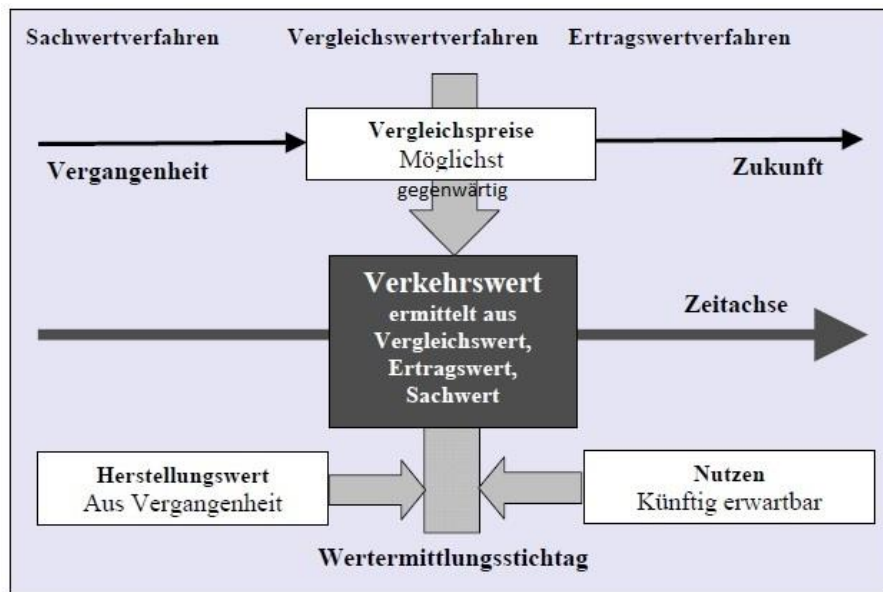 Sachwertverfahren Vergleichswertverfahren Ertragswertverfahren
Vergleichspreise
Möglichst
gegenwärtig
Vergangenheit
Zukunft
Verkehrswert
ermittelt aus
Vergleichswert,
Ertragswert,
Sachwert
Zeitachse
Herstellungswert
Aus Vergangenheit
Nutzen
Künftig erwartbar
Wertermittlungsstichtag